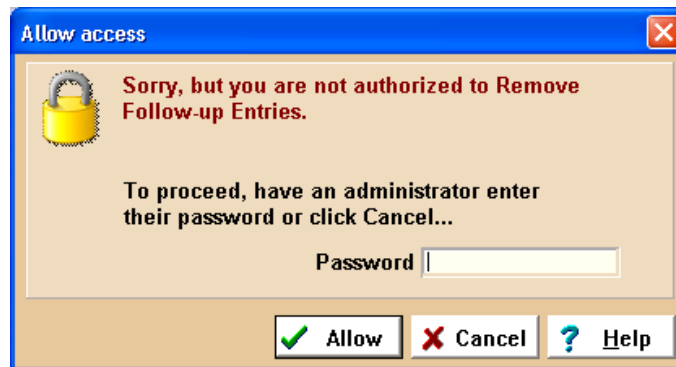 Allow access
Sorry, but you are not authorized to Remove
Follow-up Entries.
To proceed, have an administrator enter
their password or click Cancel...
Password
Allow
Cancel
Help